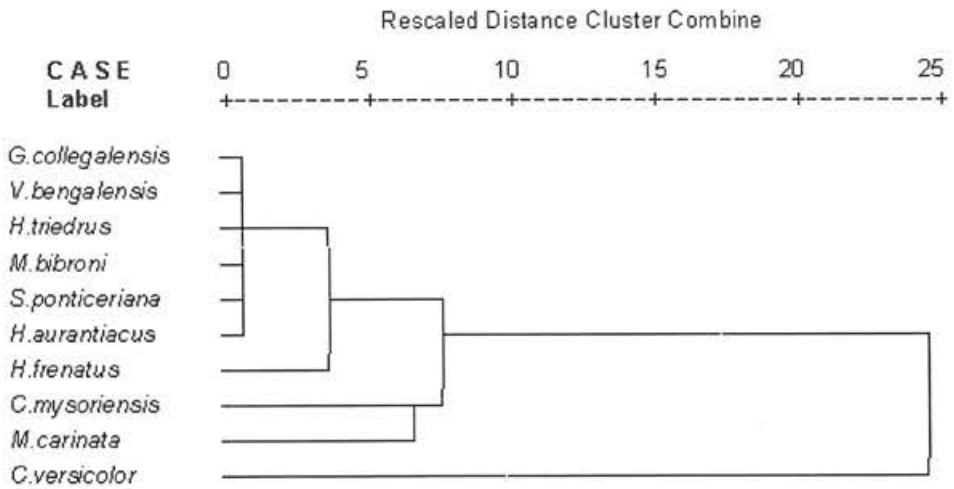 Rescaled Distance Cluster Combine
CASE 0 5 10 15 20 25
Label +---------+---------+---------+---------+---------+
G.collegalensis
V.bengalensis
H.triedrus
M.bibroni
S.ponticeriana
H.aurantiacus
H.frenatus
C.mysoriensis
M.carinata
C.versicolor